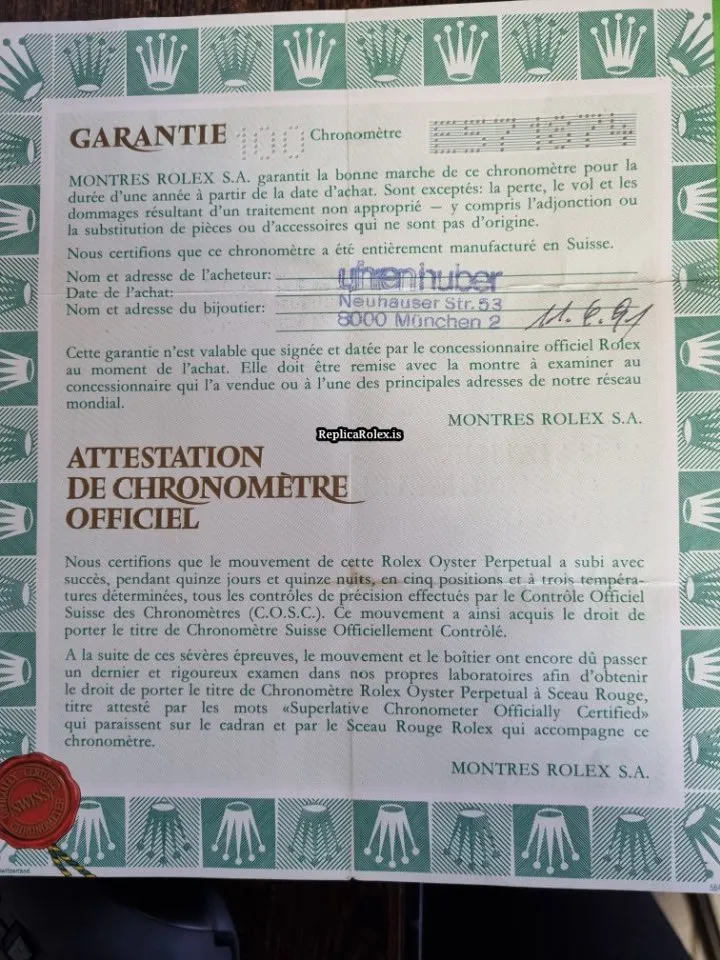 GARANTIE 100 Chronomètre E571874
MONTRES ROLEX S.A. garantit la bonne marche de ce chronomètre pour la
durée d'une année à partir de la date d'achat. Sont exceptés: la perte, le vol et les
dommages résultant d'un traitement non approprié — y compris l'adjonction ou
la substitution de pièces ou d'accessoires qui ne sont pas d'origine.
Nous certifions que ce chronomètre a été entièrement manufacturé en Suisse.
Nom et adresse de l'acheteur: uhrenhuber
Date de l'achat: Neuhauser Str. 53
Nom et adresse du bijoutier: 8000 München 2 11.6.91
Cette garantie n'est valable que signée et datée par le concessionnaire officiel Rolex
au moment de l'achat. Elle doit être remise avec la montre à examiner au
concessionnaire qui l'a vendue ou à l'une des principales adresses de notre réseau
mondial.
MONTRES ROLEX S.A.
ReplicaRolex.is
ATTESTATION
DE CHRONOMÈTRE
OFFICIEL
Nous certifions que le mouvement de cette Rolex Oyster Perpetual a subi avec
succès, pendant quinze jours et quinze nuits, en cinq positions et à trois tempéra-
tures déterminées, tous les contrôles de précision effectués par le Contrôle Officiel
Suisse des Chronomètres (C.O.S.C.). Ce mouvement a ainsi acquis le droit de
porter le titre de Chronomètre Suisse Officiellement Contrôlé.
A la suite de ces sévères épreuves, le mouvement et le boîtier ont encore dû passer
un dernier et rigoureux examen dans nos propres laboratoires afin d'obtenir
le droit de porter le titre de Chronomètre Rolex Oyster Perpetual à Sceau Rouge,
titre attesté par les mots «Superlative Chronometer Officially Certified»
qui paraissent sur le cadran et par le Sceau Rouge Rolex qui accompagne ce
chronomètre.
MONTRES ROLEX S.A.
SWISS